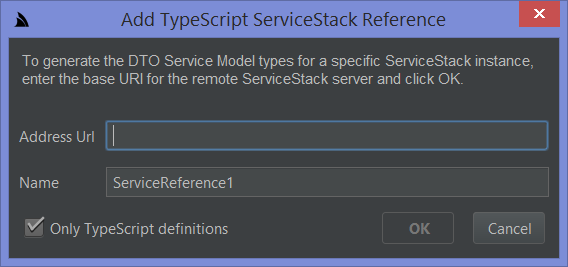 Add TypeScript ServiceStack Reference
To generate the DTO Service Model types for a specific ServiceStack instance,
enter the base URI for the remote ServiceStack server and click OK.
Address Url
Name
ServiceReference1
Only TypeScript definitions
OK
Cancel